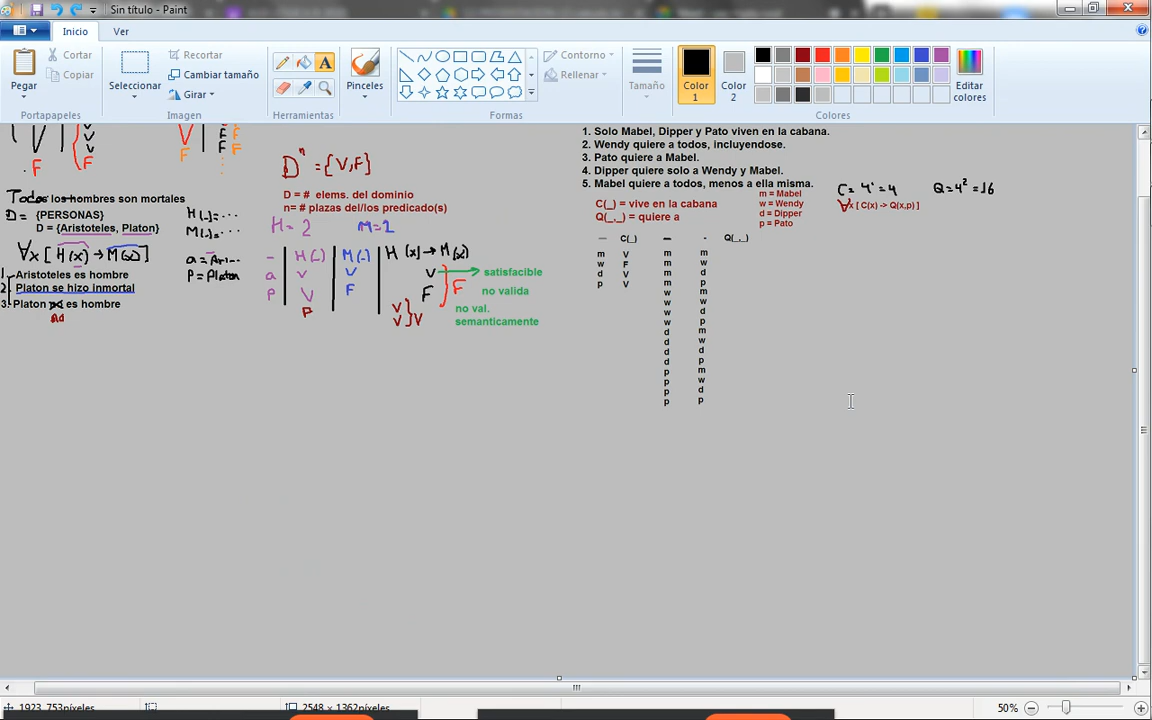 Sin título - Paint
Inicio Ver
Pegar
Cortar
Copiar
Portapapeles
Seleccionar
Recortar
Cambiar tamaño
Girar
Imagen
A
Herramientas
Pinceles
Contorno
Rellenar
Formas
Tamaño
Color 1
Color 2
Editar colores
Colores
V V F
V F
V F
F F
D^n = {V,F}
D = # elems. del dominio
n= # plazas del/los predicado(s)
Todos los hombres son mortales
D = {PERSONAS}
D = {Aristoteles, Platon}
∀x [H(x) → M(x)]
1. Aristoteles es hombre
2. Platon se hizo inmortal
3. Platon es hombre
H(_)=...
M(_)=...
a = Ari...
P = Platon
H = 2 M=2
- H(_) M(_) H(x) → M(x)
a V V V satisfacible
P V F F F no valida
P V V V no val.
semanticamente
1. Solo Mabel, Dipper y Pato viven en la cabana.
2. Wendy quiere a todos, incluyendose.
3. Pato quiere a Mabel.
4. Dipper quiere solo a Wendy y Mabel.
5. Mabel quiere a todos, menos a ella misma.
C(_) = vive en la cabana
Q(_,_) = quiere a
m = Mabel
w = Wendy
d = Dipper
p = Pato
C= 4¹ = 4 Q=4² = 16
∀x [ C(x) -> Q(x,p) ]
_ C(_) - . Q(_,_)
m V m m
w F m w
d V m d
p V m p
w m
w w
w d
w p
d m
d w
d d
d p
p m
p w
p d
p p
1923, 753píxeles
2548 × 1362píxeles
50%